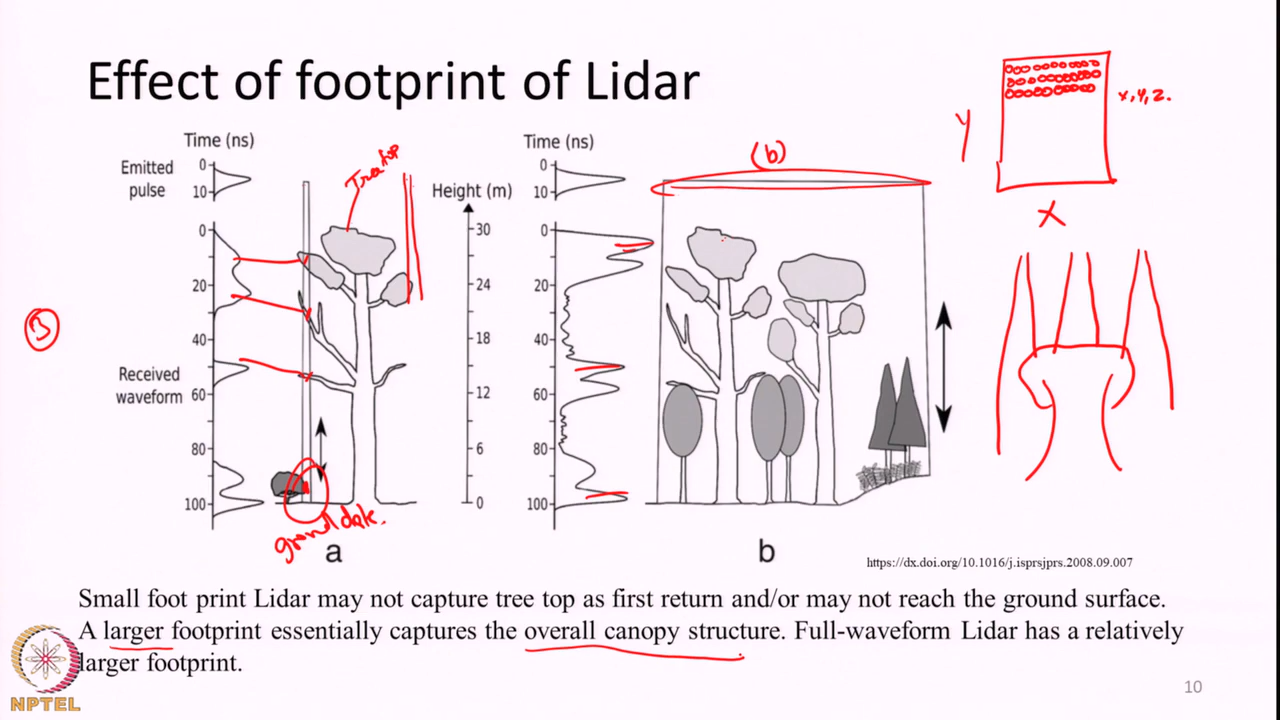 Effect of footprint of Lidar
x, y, z.
Y
X
Time (ns)
Emitted pulse
0
10
0
20
40
60
80
100
Received waveform
Tree top
Height (m)
30
24
18
12
6
0
ground data.
a
Time (ns)
0
10
0
20
40
60
80
100
(b)
b
3
https://dx.doi.org/10.1016/j.isprsjprs.2008.09.007
Small foot print Lidar may not capture tree top as first return and/or may not reach the ground surface.
A larger footprint essentially captures the overall canopy structure. Full-waveform Lidar has a relatively
larger footprint.
NPTEL
10